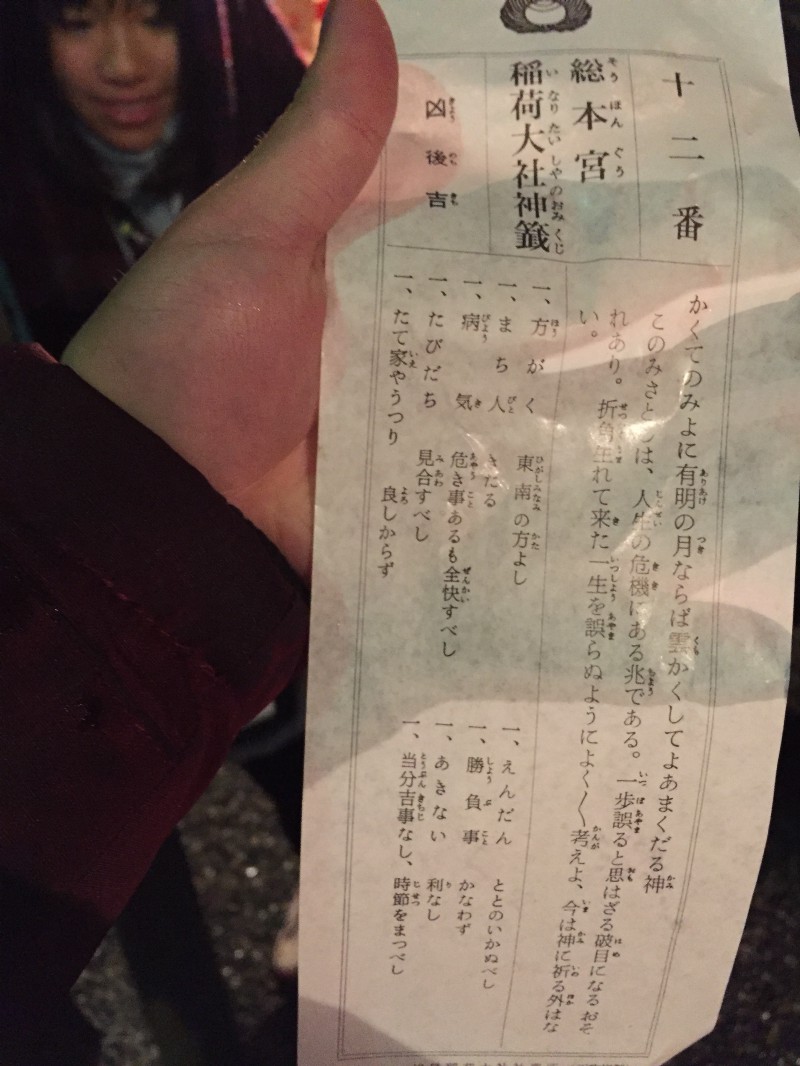 十二番
総本宮
稲荷大社神籤
凶後吉
かくてのみよに有明の月ならば雲かくしてよあまくだる神
このみさとしは、人生の危機にある兆である。一歩誤ると思はざる破目になるおそ
れあり。折角生れて来た一生を誤らぬようによく〱考えよ、今は神に祈る外はな
い。
一、方がく 東南の方よし
一、まち人 きたる
一、病気 危き事あるも全快すべし
一、たびだち 見合すべし
一、たて家やうつり 良しからず
一、えんだん ととのいかぬべし
一、勝負事 かなわず
一、あきない 利なし
一、当分吉事なし、時節をまつべし